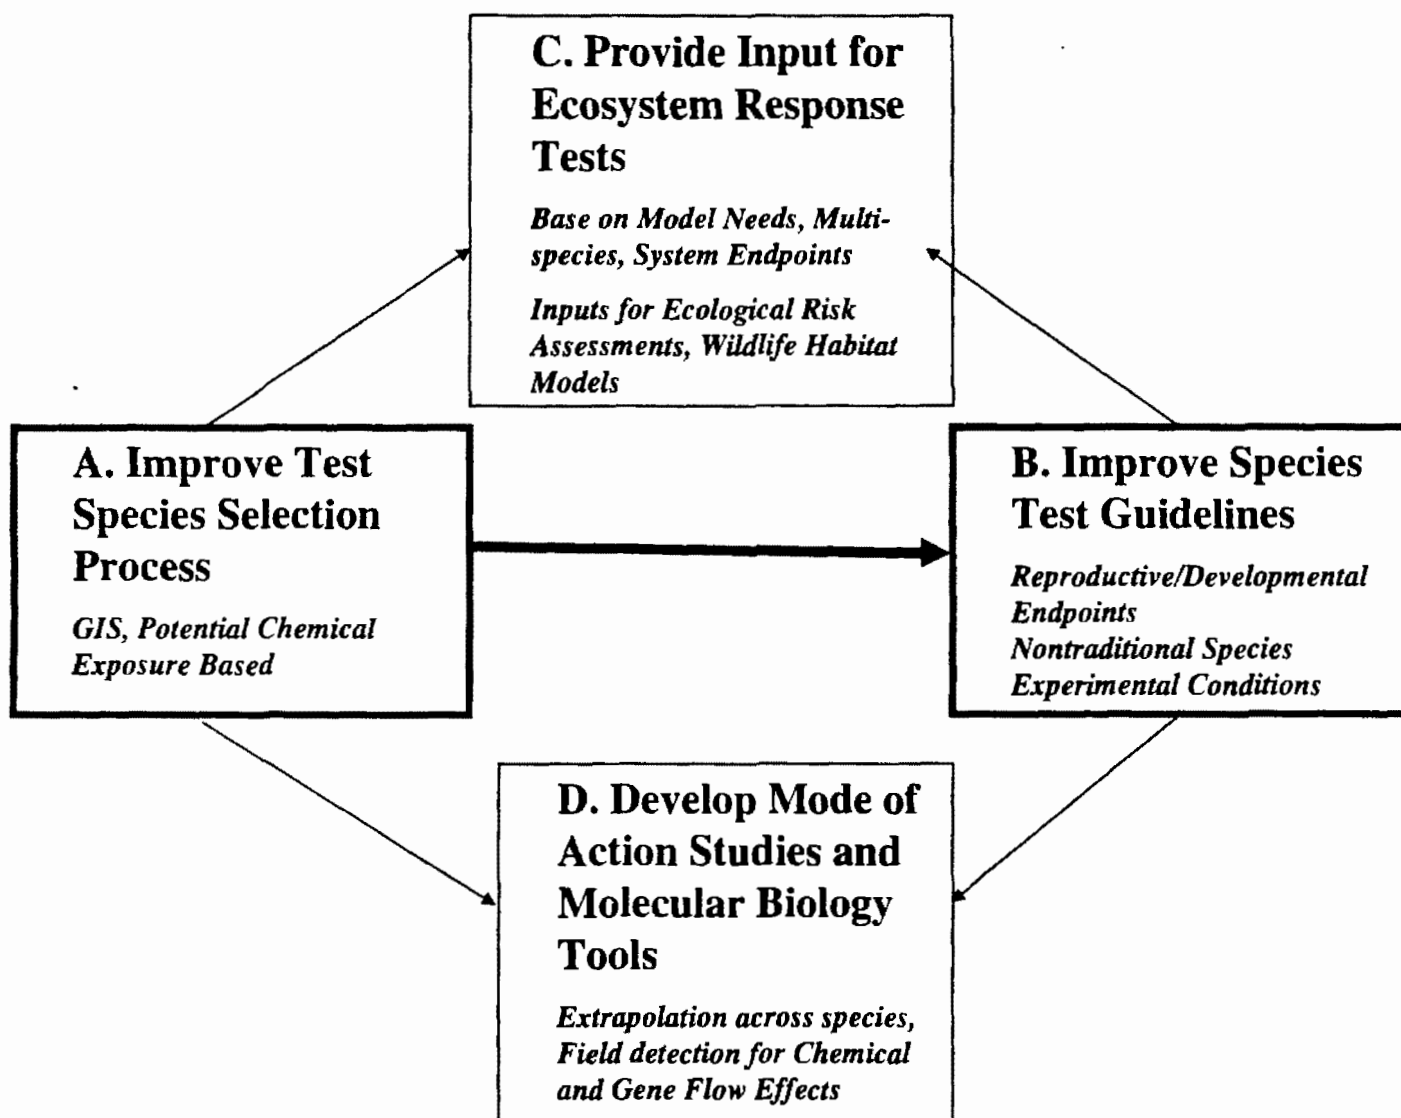 C. Provide Input for
Ecosystem Response
Tests
Base on Model Needs, Multi-
species, System Endpoints
Inputs for Ecological Risk
Assessments, Wildlife Habitat
Models
A. Improve Test
Species Selection
Process
GIS, Potential Chemical
Exposure Based
B. Improve Species
Test Guidelines
Reproductive/Developmental
Endpoints
Nontraditional Species
Experimental Conditions
D. Develop Mode of
Action Studies and
Molecular Biology
Tools
Extrapolation across species,
Field detection for Chemical
and Gene Flow Effects